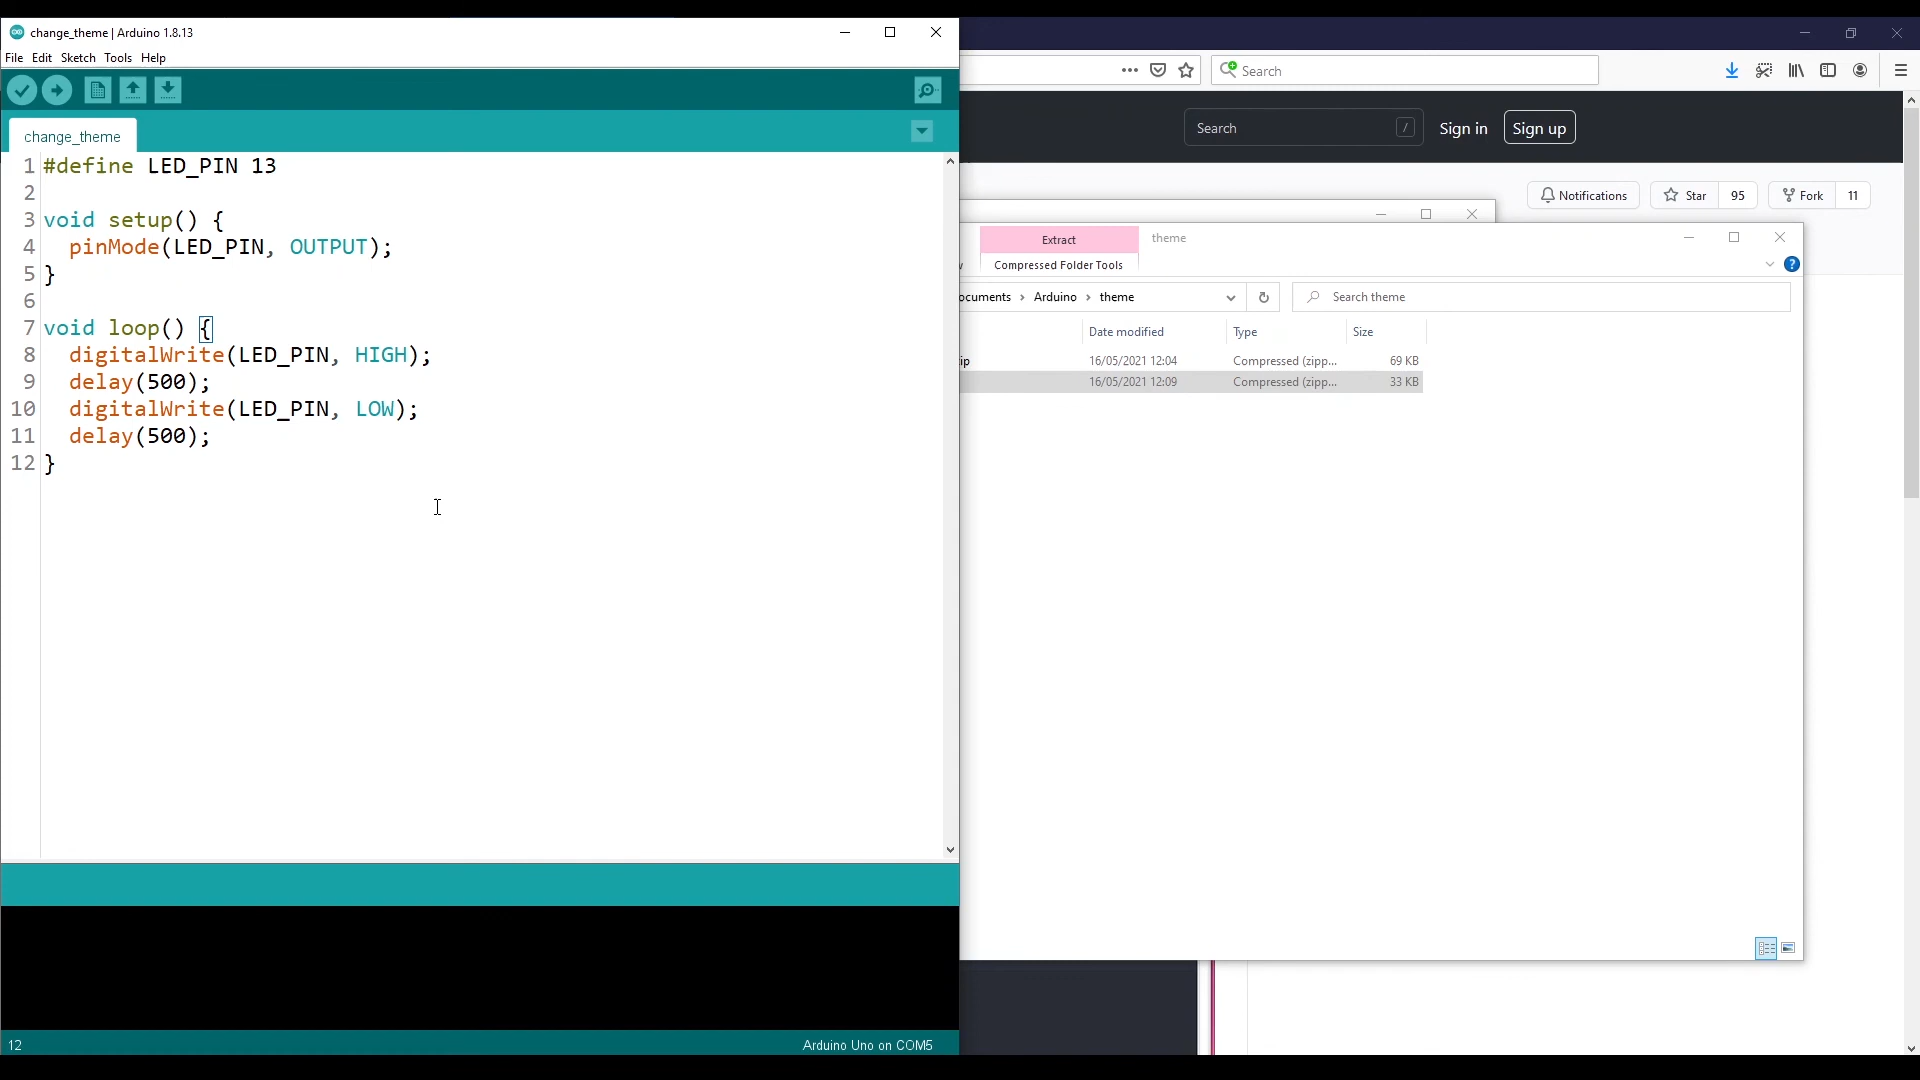 change_theme | Arduino 1.8.13
File Edit Sketch Tools Help
change_theme
1 #define LED_PIN 13
2
3 void setup() {
4 pinMode(LED_PIN, OUTPUT);
5 }
6
7 void loop() {
8 digitalWrite(LED_PIN, HIGH);
9 delay(500);
10 digitalWrite(LED_PIN, LOW);
11 delay(500);
12 }
12
Arduino Uno on COM5
Search
Search /
Sign in
Sign up
Notifications
Star 95
Fork 11
Extract
theme
Compressed Folder Tools
ocuments › Arduino › theme
Search theme
Date modified Type Size
ip 16/05/2021 12:04 Compressed (zipp... 69 KB
16/05/2021 12:09 Compressed (zipp... 33 KB